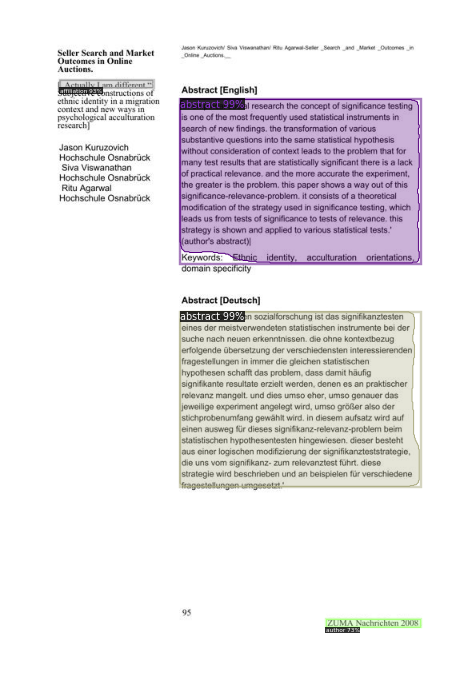 Jason Kuruzovich/ Siva Viswanathan/ Ritu Agarwal-Seller _Search _and _Market _Outcomes _in
_Online _Auctions.__
Seller Search and Market
Outcomes in Online
Auctions.
[„Actually I am different.“
Subjective constructions of
ethnic identity in a migration
context and new ways in
psychological acculturation
research]
Jason Kuruzovich
Hochschule Osnabrück
Siva Viswanathan
Hochschule Osnabrück
Ritu Agarwal
Hochschule Osnabrück
Abstract [English]
abstract 99%
research the concept of significance testing
is one of the most frequently used statistical instruments in
search of new findings. the transformation of various
substantive questions into the same statistical hypothesis
without consideration of context leads to the problem that for
many test results that are statistically significant there is a lack
of practical relevance. and the more accurate the experiment,
the greater is the problem. this paper shows a way out of this
significance-relevance-problem. it consists of a theoretical
modification of the strategy used in significance testing, which
leads us from tests of significance to tests of relevance. this
strategy is shown and applied to various statistical tests.'
(author's abstract)|
Keywords: Ethnic identity, acculturation orientations,
domain specificity
Abstract [Deutsch]
abstract 99%
in sozialforschung ist das signifikanztesten
eines der meistverwendeten statistischen instrumente bei der
suche nach neuen erkenntnissen. die ohne kontextbezug
erfolgende übersetzung der verschiedensten interessierenden
fragestellungen in immer die gleichen statistischen
hypothesen schafft das problem, dass damit häufig
signifikante resultate erzielt werden, denen es an praktischer
relevanz mangelt. und dies umso eher, umso genauer das
jeweilige experiment angelegt wird, umso größer also der
stichprobenumfang gewählt wird. in diesem aufsatz wird auf
einen ausweg für dieses signifikanz-relevanz-problem beim
statistischen hypothesentesten hingewiesen. dieser besteht
aus einer logischen modifizierung der signifikanzteststrategie,
die uns vom signifikanz- zum relevanztest führt. diese
strategie wird beschrieben und an beispielen für verschiedene
fragestellungen umgesetzt.'
95
ZUMA Nachrichten 2008
author 73%